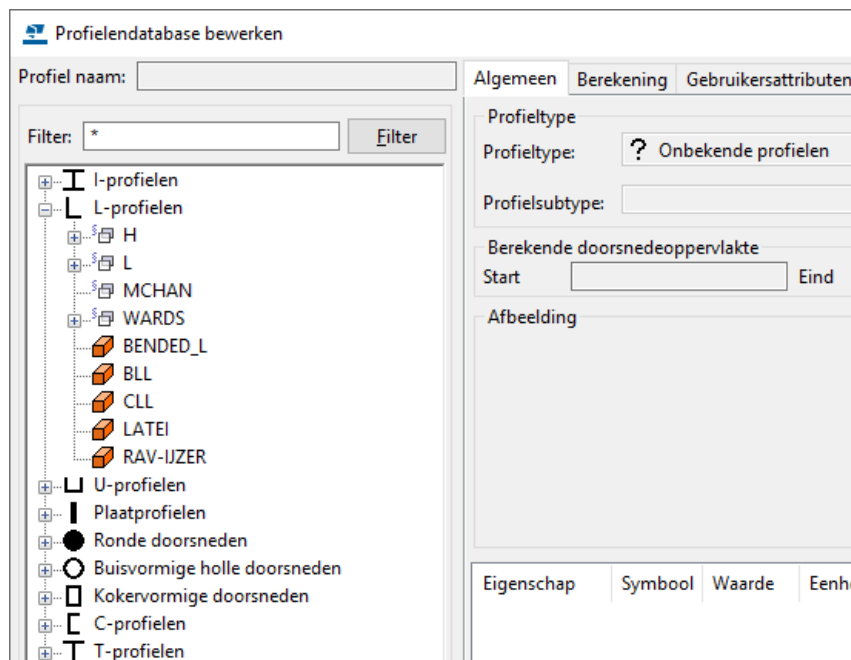 Profielendatabase bewerken
Profiel naam:
Filter: * Filter
I-profielen
L-profielen
H
L
MCHAN
WARDS
BENDED_L
BLL
CLL
LATEI
RAV-IJZER
U-profielen
Plaatprofielen
Ronde doorsneden
Buisvormige holle doorsneden
Kokervormige doorsneden
C-profielen
T-profielen
Algemeen Berekening Gebruikersattributen
Profieltype
Profieltype: ? Onbekende profielen
Profielsubtype:
Berekende doorsnedeoppervlakte
Start Eind
Afbeelding
Eigenschap Symbool Waarde Eenh